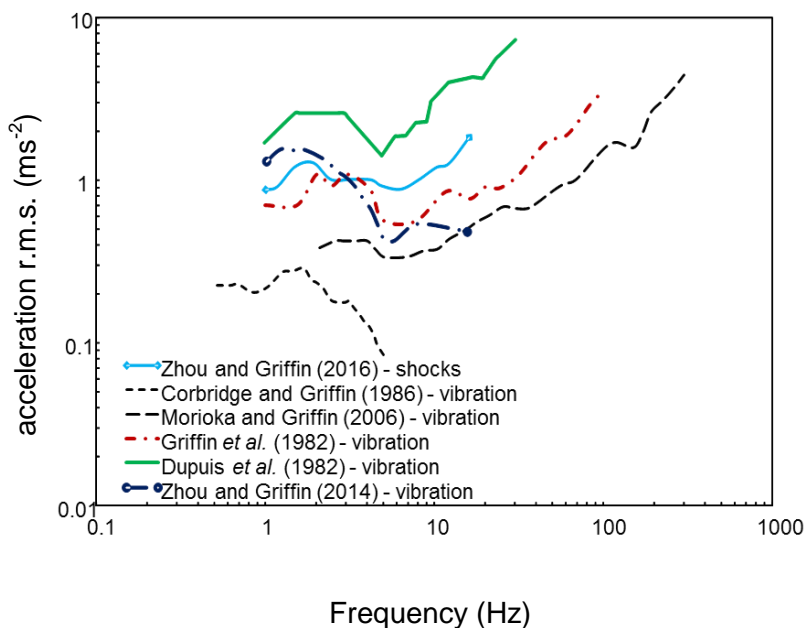 10
1
0.1
0.01
acceleration r.m.s. (ms-2)
Zhou and Griffin (2016) - shocks
Corbridge and Griffin (1986) - vibration
Morioka and Griffin (2006) - vibration
Griffin et al. (1982) - vibration
Dupuis et al. (1982) - vibration
Zhou and Griffin (2014) - vibration
0.1 1 10 100 1000
Frequency (Hz)